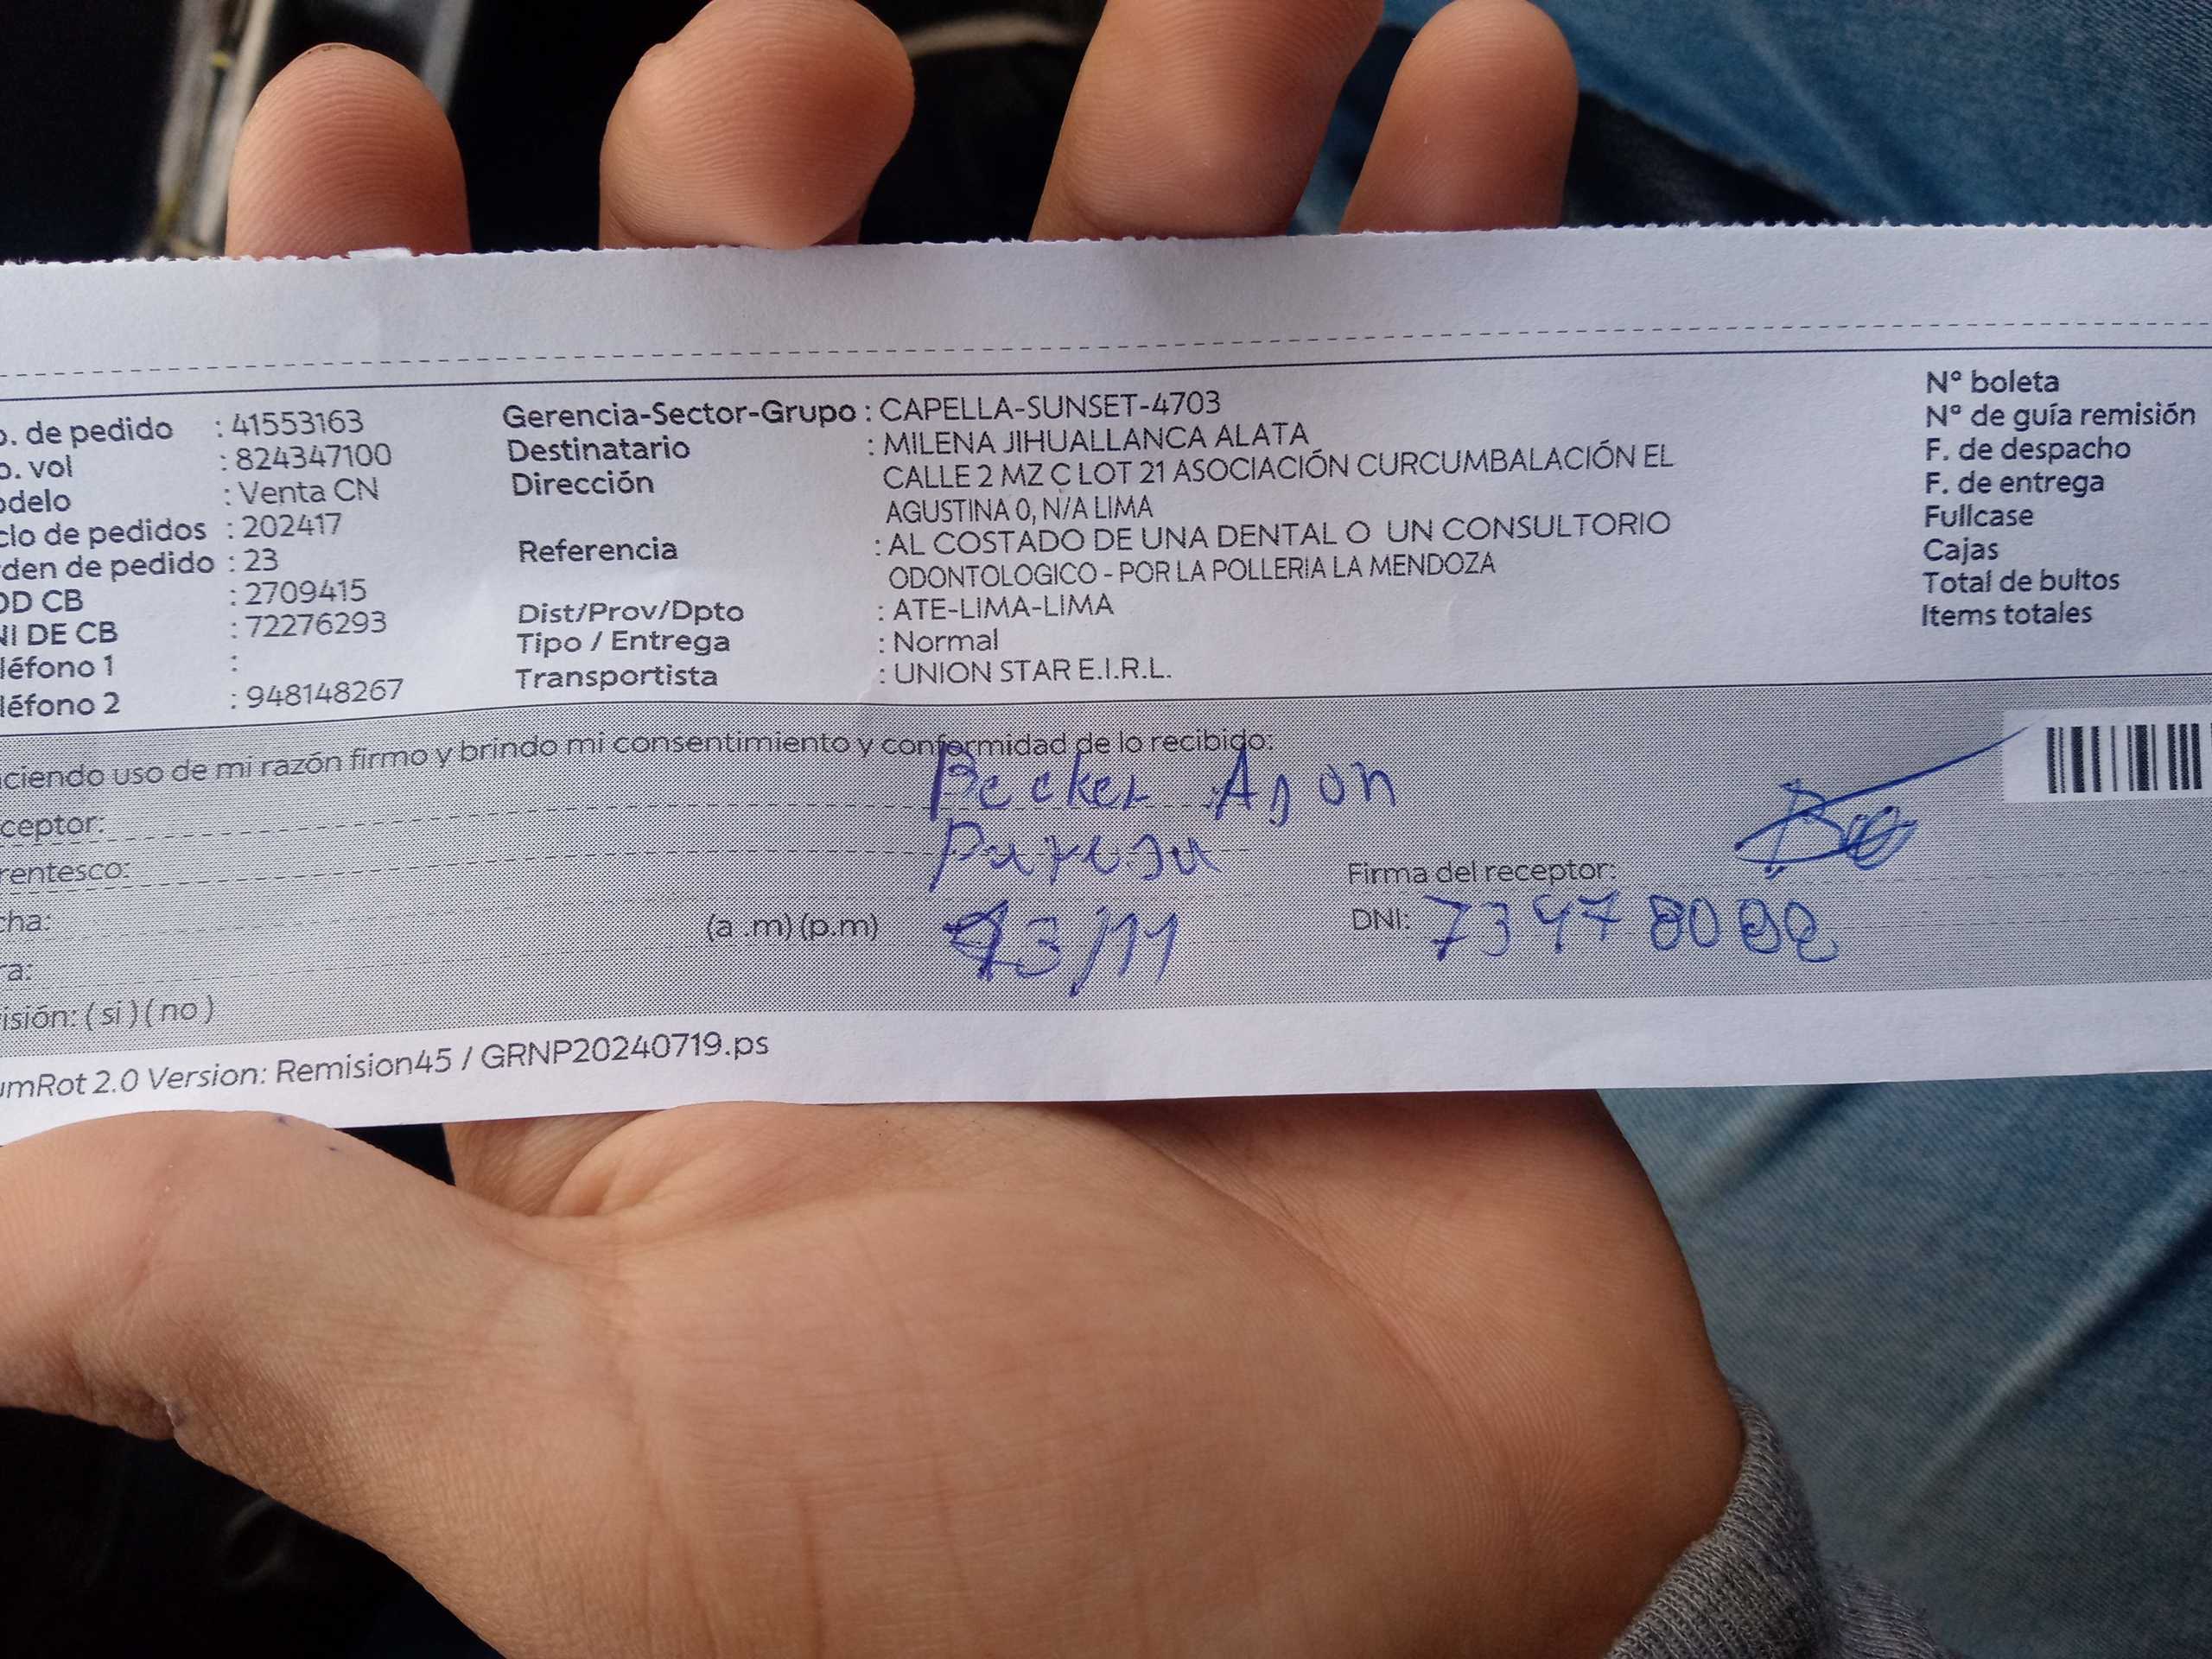 o. de pedido : 41553163
o. vol : 824347100
odelo : Venta CN
clo de pedidos : 202417
rden de pedido : 23
OD CB : 2709415
NI DE CB : 72276293
léfono 1 :
léfono 2 : 948148267
Gerencia-Sector-Grupo : CAPELLA-SUNSET-4703
Destinatario : MILENA JIHUALLANCA ALATA
Dirección CALLE 2 MZ C LOT 21 ASOCIACIÓN CURCUMBALACIÓN EL
AGUSTINA 0, N/A LIMA
Referencia : AL COSTADO DE UNA DENTAL O UN CONSULTORIO
ODONTOLOGICO - POR LA POLLERIA LA MENDOZA
Dist/Prov/Dpto : ATE-LIMA-LIMA
Tipo / Entrega : Normal
Transportista : UNION STAR E.I.R.L.
N° boleta
N° de guía remisión
F. de despacho
F. de entrega
Fullcase
Cajas
Total de bultos
Items totales
ciendo uso de mi razón firmo y brindo mi consentimiento y conformidad de lo recibido:
ceptor: Becker
rentesco: Pareja
Firma del receptor:
cha: (a .m) (p.m) 13/11
DNI:
ra:
isión: ( si ) ( no )
umRot 2.0 Version: Remision45 / GRNP20240719.ps